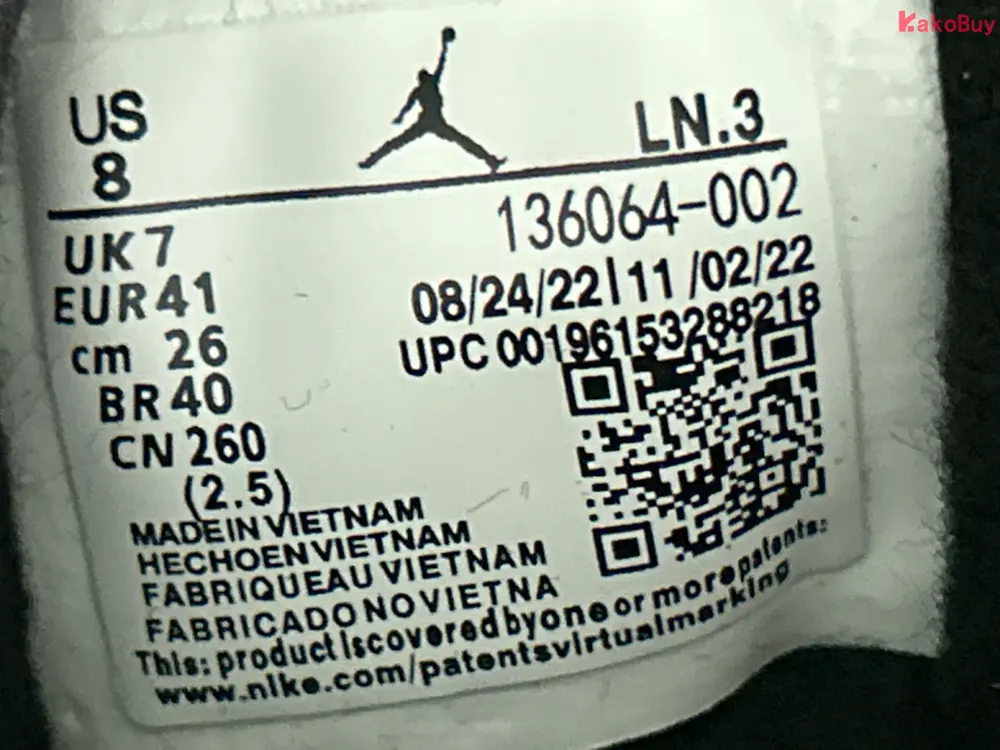 KakoBuy
US
8
LN.3
136064-002
UK 7
EUR 41
08/24/22 | 11 /02/22
cm 26
UPC 00196153288218
BR 40
CN 260
(2.5)
MADE IN VIETNAM
HECHO EN VIETNAM
FABRIQUE AU VIETNAM
FABRICADO NO VIETNA
This: product is covered by one or more patents:
www.nike.com/patentsvirtualmarking